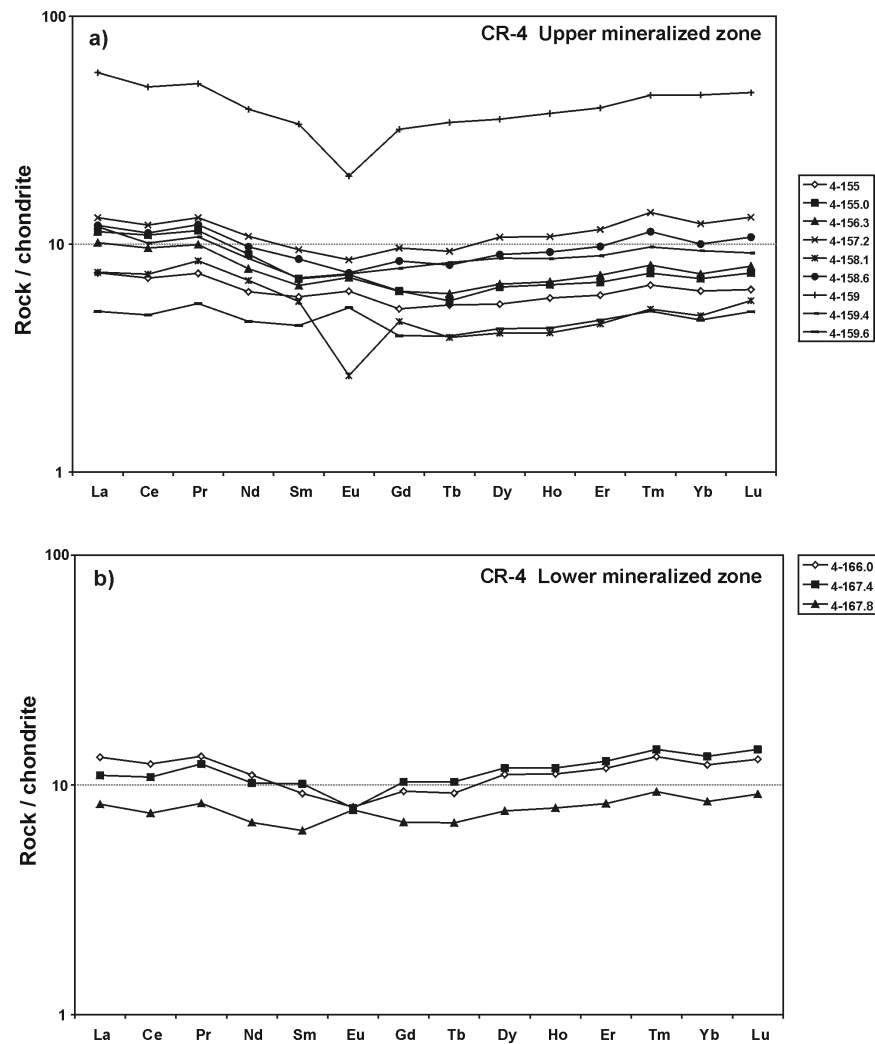 100
a)
CR-4 Upper mineralized zone
Rock / chondrite
10
1
La Ce Pr Nd Sm Eu Gd Tb Dy Ho Er Tm Yb Lu
4-155
4-155.0
4-156.3
4-157.2
4-158.1
4-158.6
4-159
4-159.4
4-159.6
100
b)
CR-4 Lower mineralized zone
Rock / chondrite
10
1
La Ce Pr Nd Sm Eu Gd Tb Dy Ho Er Tm Yb Lu
4-166.0
4-167.4
4-167.8